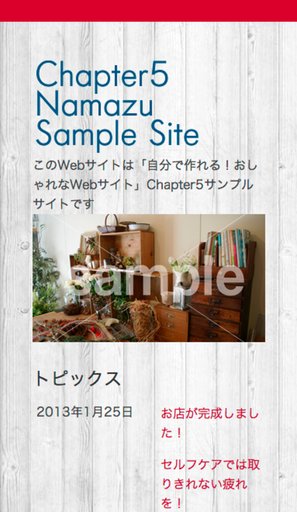 Chapter5
Namazu
Sample Site
このWebサイトは「自分で作れる！おし
ゃれなWebサイト」Chapter5サンプル
サイトです
sample
トピックス
2013年1月25日
お店が完成しまし
た！
セルフケアでは取
りきれない疲れ
を！